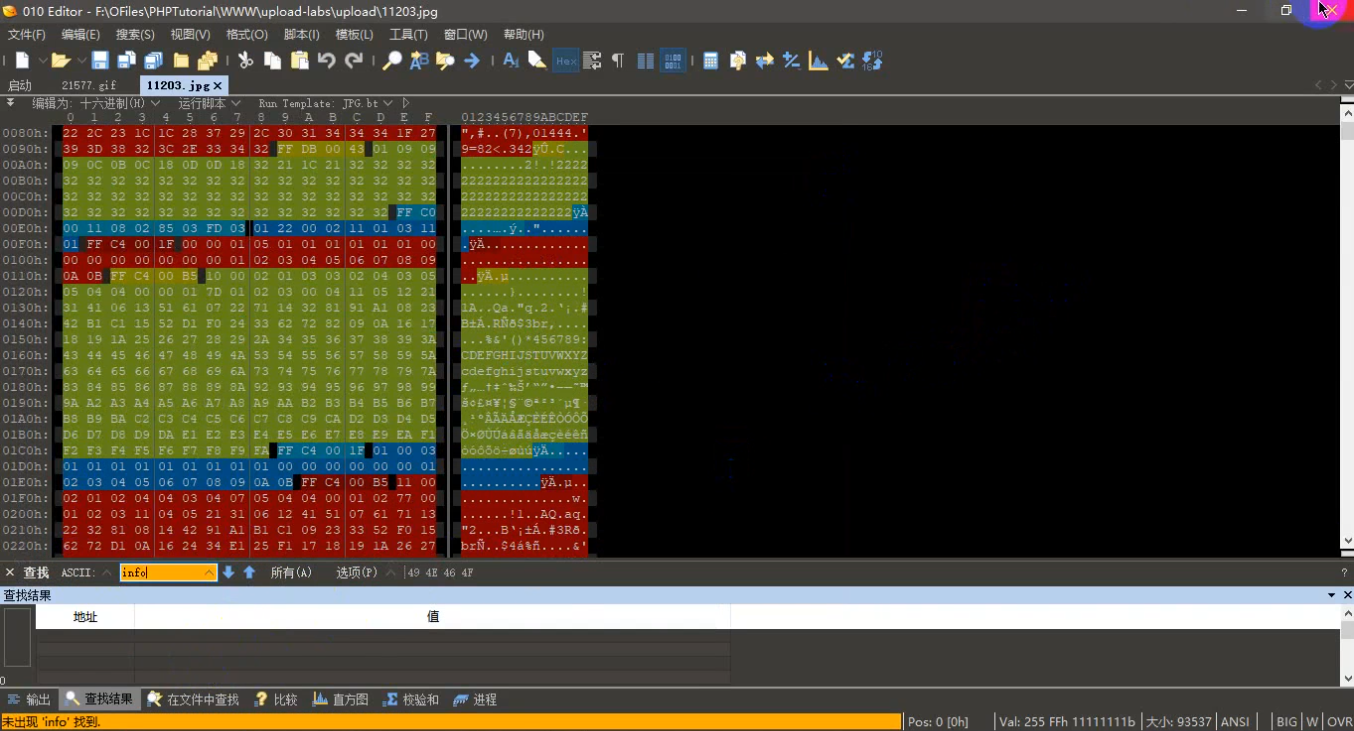 010 Editor - F:\OFiles\PHPTutorial\WWW\upload-labs\upload\11203.jpg
文件(F) 编辑(E) 搜索(S) 视图(V) 格式(O) 脚本(I) 模板(L) 工具(T) 窗口(W) 帮助(H)
启动 21577.gif 11203.jpg
编辑为: 十六进制(H) 运行脚本 Run Template: JPG.bt
0 1 2 3 4 5 6 7 8 9 A B C D E F 0123456789ABCDEF
0080h: 22 2C 23 1C 1C 28 37 29 2C 30 31 34 34 34 1F 27 ",#..(7),01444.'
0090h: 39 3D 38 32 3C 2E 33 34 32 FF DB 00 43 01 09 09 9=82<.342ÿÛ.C...
00A0h: 09 0C 0B 0C 18 0D 0D 18 32 21 1C 21 32 32 32 32 ........2!.!2222
00B0h: 32 32 32 32 32 32 32 32 32 32 32 32 32 32 32 32 2222222222222222
00C0h: 32 32 32 32 32 32 32 32 32 32 32 32 32 32 32 32 2222222222222222
00D0h: 32 32 32 32 32 32 32 32 32 32 32 32 32 32 FF C0 22222222222222ÿÀ
00E0h: 00 11 08 02 85 03 FD 03 01 22 00 02 11 01 03 11 ....….ý.."......
00F0h: 01 FF C4 00 1F 00 00 01 05 01 01 01 01 01 01 00 .ÿÄ.............
0100h: 00 00 00 00 00 00 00 01 02 03 04 05 06 07 08 09 ................
0110h: 0A 0B FF C4 00 B5 10 00 02 01 03 03 02 04 03 05 ..ÿÄ.µ..........
0120h: 05 04 04 00 00 01 7D 01 02 03 00 04 11 05 12 21 ......}........!
0130h: 31 41 06 13 51 61 07 22 71 14 32 81 91 A1 08 23 1A..Qa."q.2.‘¡.#
0140h: 42 B1 C1 15 52 D1 F0 24 33 62 72 82 09 0A 16 17 B±Á.RÑð$3br‚....
0150h: 18 19 1A 25 26 27 28 29 2A 34 35 36 37 38 39 3A ...%&'()*456789:
0160h: 43 44 45 46 47 48 49 4A 53 54 55 56 57 58 59 5A CDEFGHIJSTUVWXYZ
0170h: 63 64 65 66 67 68 69 6A 73 74 75 76 77 78 79 7A cdefghijstuvwxyz
0180h: 83 84 85 86 87 88 89 8A 92 93 94 95 96 97 98 99 ƒ„…†‡ˆ‰Š’“”•–—˜™
0190h: 9A A2 A3 A4 A5 A6 A7 A8 A9 AA B2 B3 B4 B5 B6 B7 š¢£¤¥¦§¨©ª²³´µ¶·
01A0h: B8 B9 BA C2 C3 C4 C5 C6 C7 C8 C9 CA D2 D3 D4 D5 ¸¹ºÂÃÄÅÆÇÈÉÊÒÓÔÕ
01B0h: D6 D7 D8 D9 DA E1 E2 E3 E4 E5 E6 E7 E8 E9 EA F1 Ö×ØÙÚáâãäåæçèéêñ
01C0h: F2 F3 F4 F5 F6 F7 F8 F9 FA FF C4 00 1F 01 00 03 òóôõö÷øùúÿÄ.....
01D0h: 01 01 01 01 01 01 01 01 01 00 00 00 00 00 00 01 ................
01E0h: 02 03 04 05 06 07 08 09 0A 0B FF C4 00 B5 11 00 ..........ÿÄ.µ..
01F0h: 02 01 02 04 04 03 04 07 05 04 04 00 01 02 77 00 ..............w.
0200h: 01 02 03 11 04 05 21 31 06 12 41 51 07 61 71 13 ......!1..AQ.aq.
0210h: 22 32 81 08 14 42 91 A1 B1 C1 09 23 33 52 F0 15 "2...B‘¡±Á.#3Rð.
0220h: 62 72 D1 0A 16 24 34 E1 25 F1 17 18 19 1A 26 27 brÑ..$4á%ñ....&'
查找 ASCII: info 所有(A) 选项(P) 49 4E 46 4F ?
查找结果
地址 值
0
输出 查找结果 在文件中查找 比较 直方图 校验和 进程
未出现 'info' 找到. Pos: 0 [0h] Val: 255 FFh 11111111b 大小: 93537 ANSI BIG W OVR